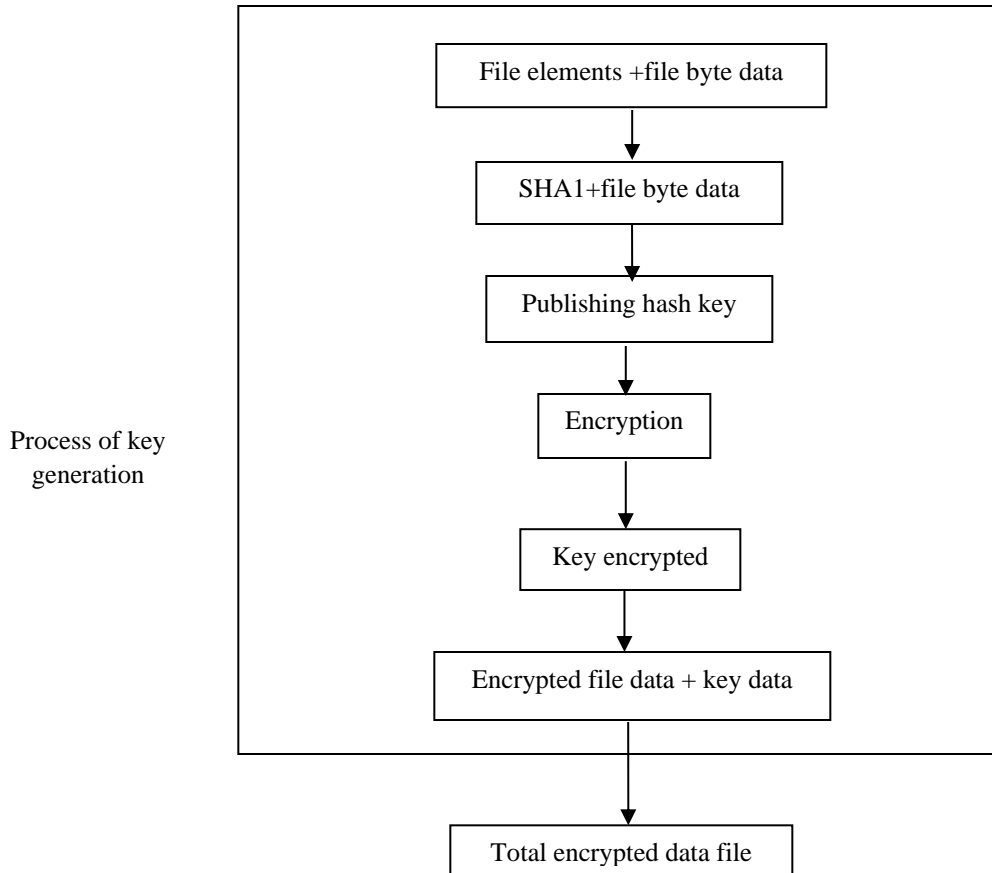 File elements +file byte data
SHA1+file byte data
Publishing hash key
Encryption
Process of key
generation
Key encrypted
Encrypted file data + key data
Total encrypted data file